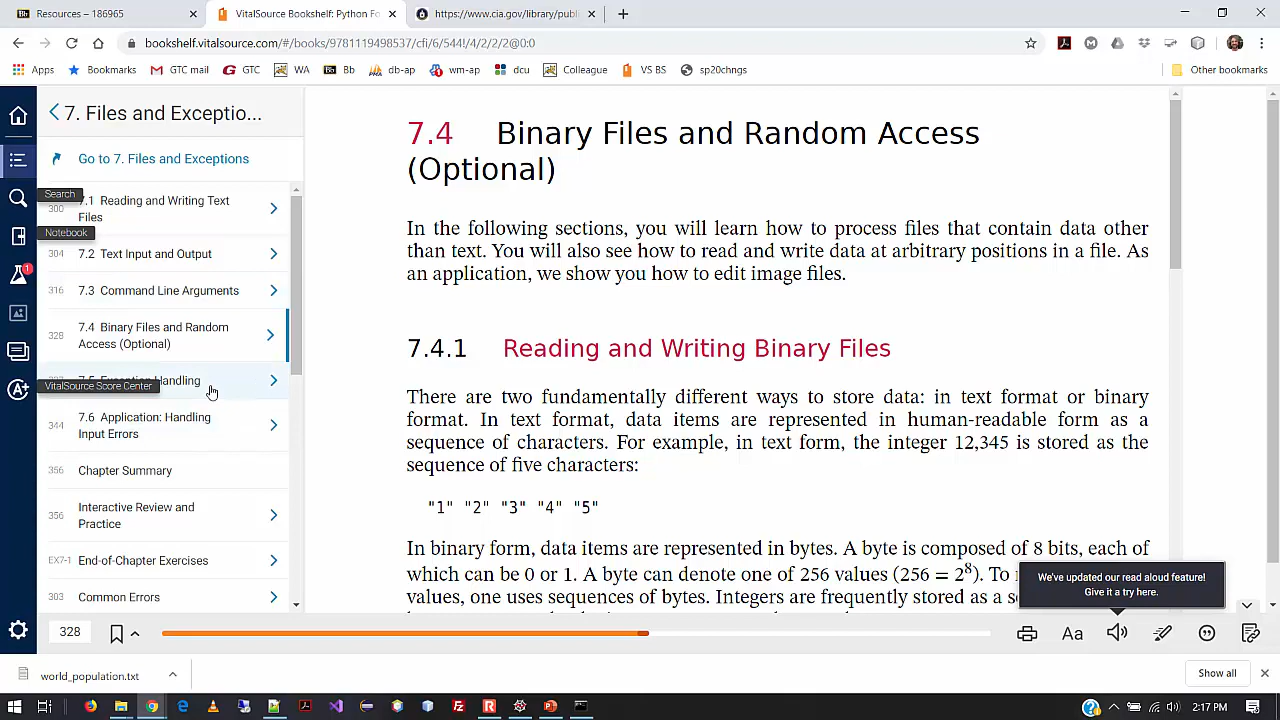 Resources – 186965
VitalSource Bookshelf: Python Fo
https://www.cia.gov/library/publ
bookshelf.vitalsource.com/#/books/9781119498537/cfi/6/544!/4/2/2/2@0:0
Apps
Bookmarks
GTC mail
GTC
WA
Bb
db-ap
wm-ap
dcu
Colleague
VS BS
sp20chngs
Other bookmarks
7. Files and Exceptio...
Go to 7. Files and Exceptions
Search
300
7.1 Reading and Writing Text
Files
Notebook
304
7.2 Text Input and Output
316
7.3 Command Line Arguments
328
7.4 Binary Files and Random
Access (Optional)
VitalSource Score Center
Handling
344
7.6 Application: Handling
Input Errors
356
Chapter Summary
356
Interactive Review and
Practice
EX7-1
End-of-Chapter Exercises
303
Common Errors
7.4 Binary Files and Random Access
(Optional)
In the following sections, you will learn how to process files that contain data other
than text. You will also see how to read and write data at arbitrary positions in a file. As
an application, we show you how to edit image files.
7.4.1 Reading and Writing Binary Files
There are two fundamentally different ways to store data: in text format or binary
format. In text format, data items are represented in human-readable form as a
sequence of characters. For example, in text form, the integer 12,345 is stored as the
sequence of five characters:
"1" "2" "3" "4" "5"
In binary form, data items are represented in bytes. A byte is composed of 8 bits, each of
which can be 0 or 1. A byte can denote one of 256 values (256 = 2⁸). To
values, one uses sequences of bytes. Integers are frequently stored as a
We've updated our read aloud feature!
Give it a try here.
328
Aa
world_population.txt
Show all
2:17 PM